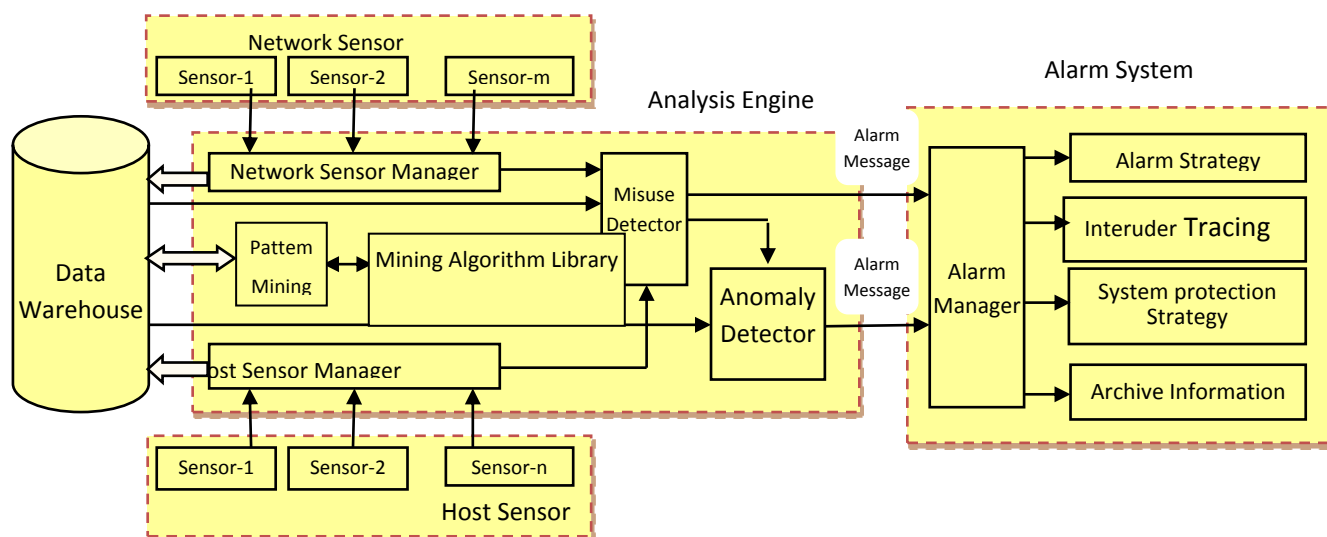 Network Sensor
Sensor-1
Sensor-2
Sensor-m
Analysis Engine
Alarm System
Alarm
Message
Network Sensor Manager
Misuse
Detector
Alarm Strategy
Interuder Tracing
Pattem
Mining
Mining Algorithm Library
Data
Warehouse
Alarm
Message
Anomaly
Detector
Alarm
Manager
System protection
Strategy
ost Sensor Manager
Archive Information
Sensor-1
Sensor-2
Sensor-n
Host Sensor